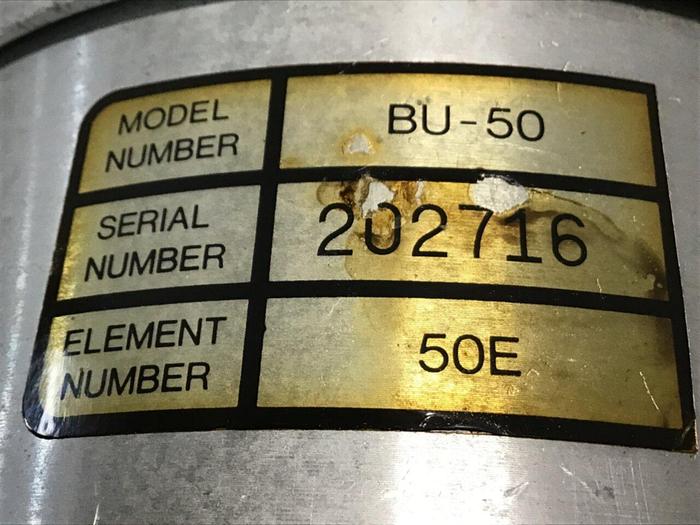 MODEL
NUMBER
BU-50
SERIAL
NUMBER
202716
ELEMENT
NUMBER
50E